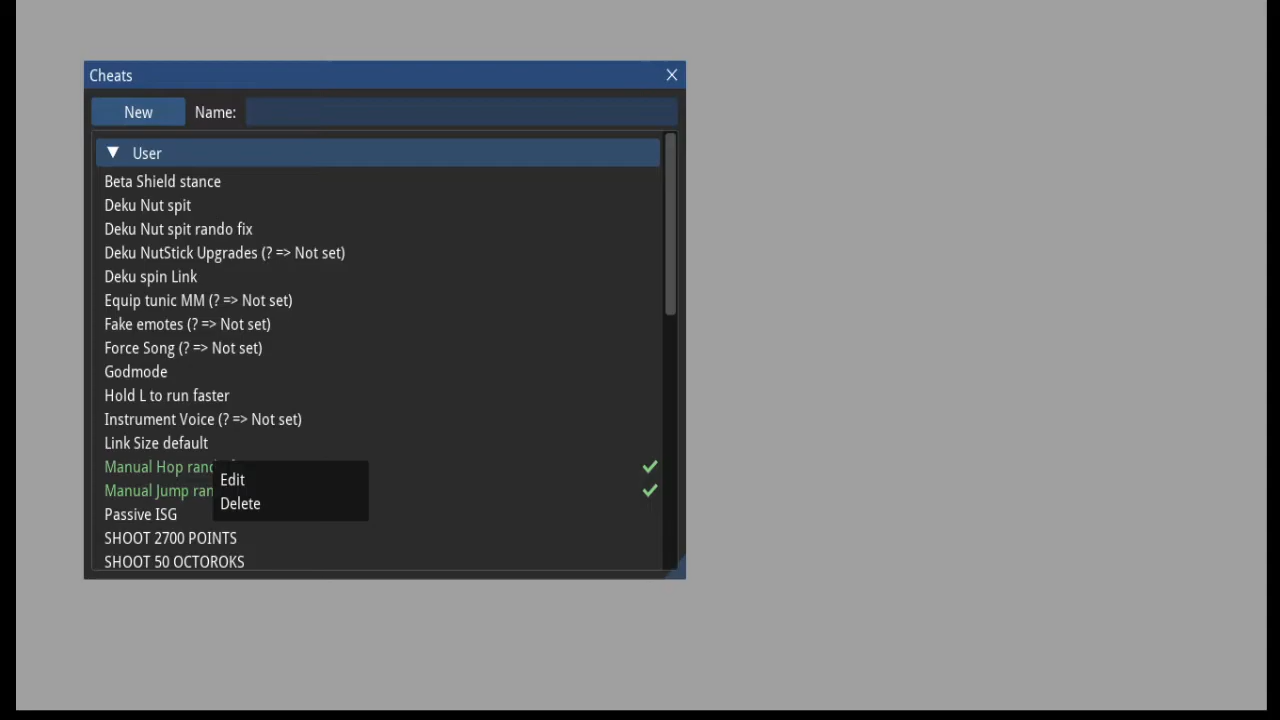 Cheats
New Name:
User
Beta Shield stance
Deku Nut spit
Deku Nut spit rando fix
Deku NutStick Upgrades (? => Not set)
Deku spin Link
Equip tunic MM (? => Not set)
Fake emotes (? => Not set)
Force Song (? => Not set)
Godmode
Hold L to run faster
Instrument Voice (? => Not set)
Link Size default
Manual Hop
Edit
Manual Jump
Delete
Passive ISG
SHOOT 2700 POINTS
SHOOT 50 OCTOROKS